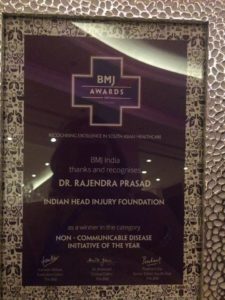 BMJ
AWARDS
RECOGNISING EXCELLENCE IN SOUTH ASIAN HEALTHCARE
BMJ India
thanks and recognises
DR. RAJENDRA PRASAD
INDIAN HEAD INJURY FOUNDATION
as a winner in the category
NON - COMMUNICABLE DISEASE
INITIATIVE OF THE YEAR